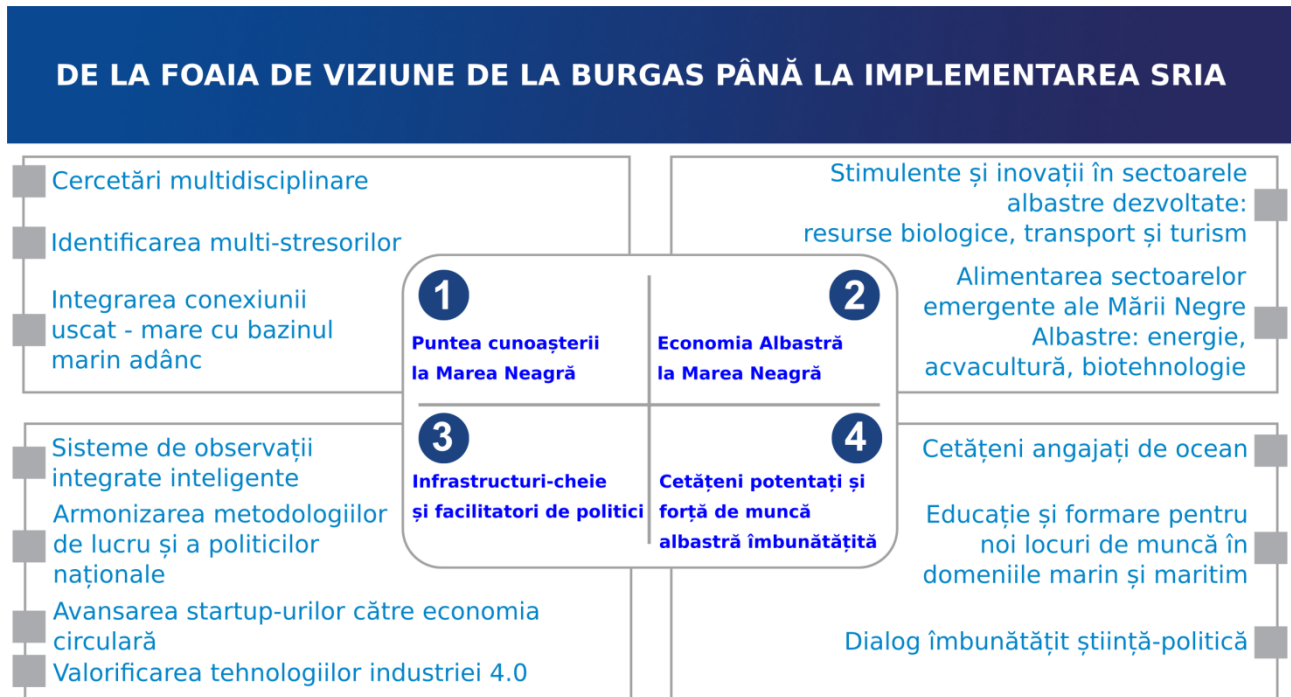 DE LA FOAIA DE VIZIUNE DE LA BURGAS PÂNĂ LA IMPLEMENTAREA SRIA
Cercetări multidisciplinare
Identificarea multi-stresorilor
Integrarea conexiunii
uscat - mare cu bazinul
marin adânc
Stimulente și inovații în sectoarele
albastre dezvoltate:
resurse biologice, transport și turism
Alimentarea sectoarelor
emergente ale Mării Negre
Albastre: energie,
acvacultură, biotehnologie
1
Puntea cunoașterii
la Marea Neagră
2
Economia Albastră
la Marea Neagră
3
Infrastructuri-cheie
și facilitatori de politici
4
Cetățeni potentați și
forță de muncă
albastră îmbunătățită
Sisteme de observații
integrate inteligente
Armonizarea metodologiilor
de lucru și a politicilor
naționale
Avansarea startup-urilor către economia
circulară
Valorificarea tehnologiilor industriei 4.0
Cetățeni angajați de ocean
Educație și formare pentru
noi locuri de muncă în
domeniile marin și maritim
Dialog îmbunătățit știință-politică